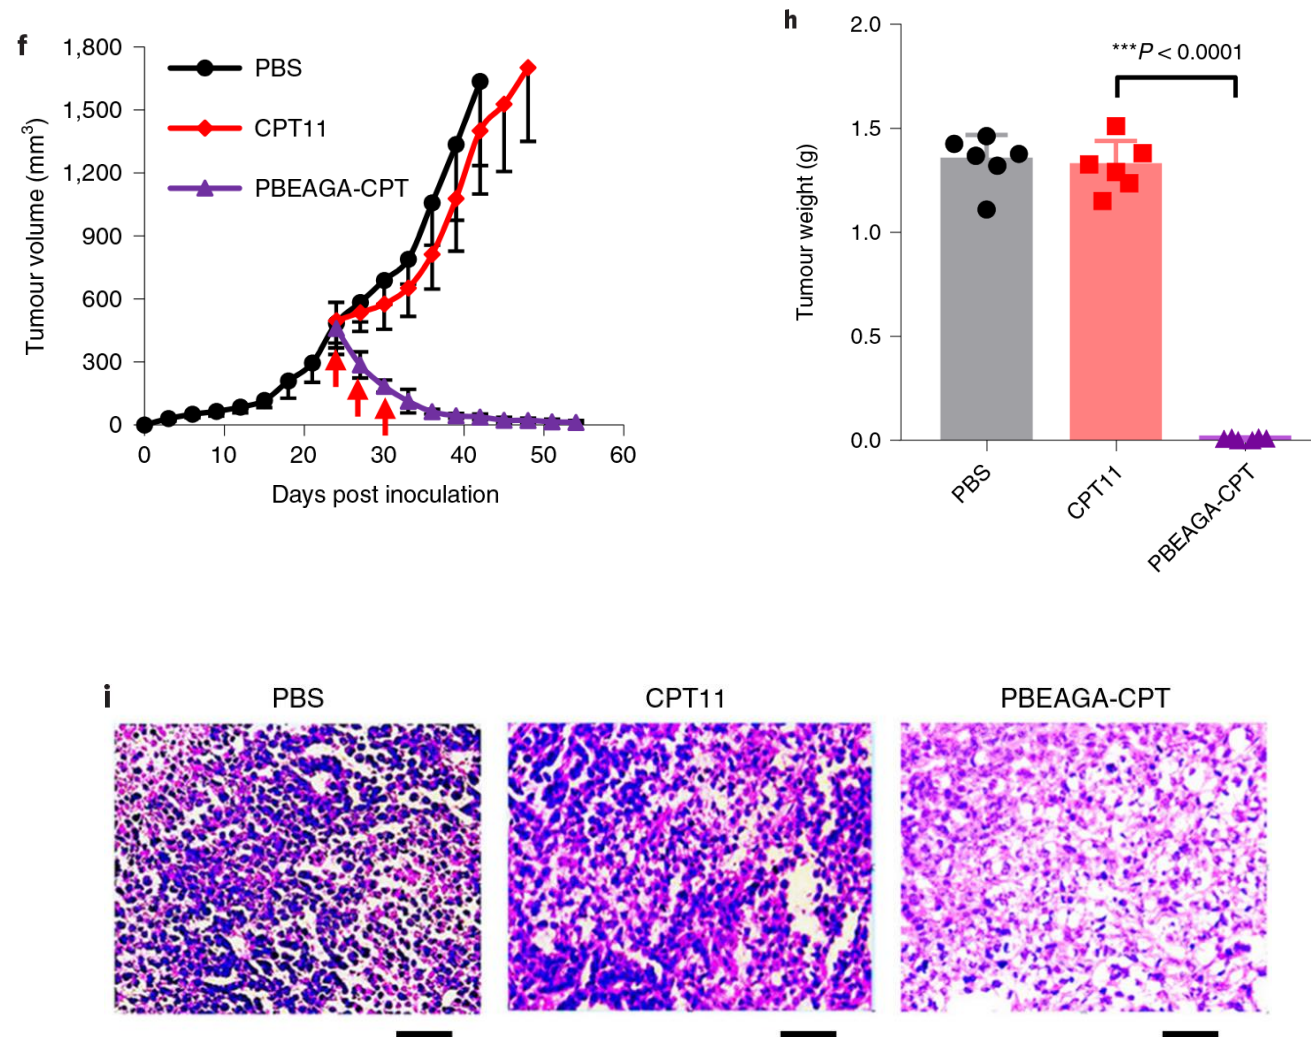 f
Tumour volume (mm³)
1,800
1,500
1,200
900
600
300
0
PBS
CPT11
PBEAGA-CPT
0 10 20 30 40 50 60
Days post inoculation
h
Tumour weight (g)
2.0
1.5
1.0
0.5
0.0
***P < 0.0001
PBS
CPT11
PBEAGA-CPT
i
PBS
CPT11
PBEAGA-CPT